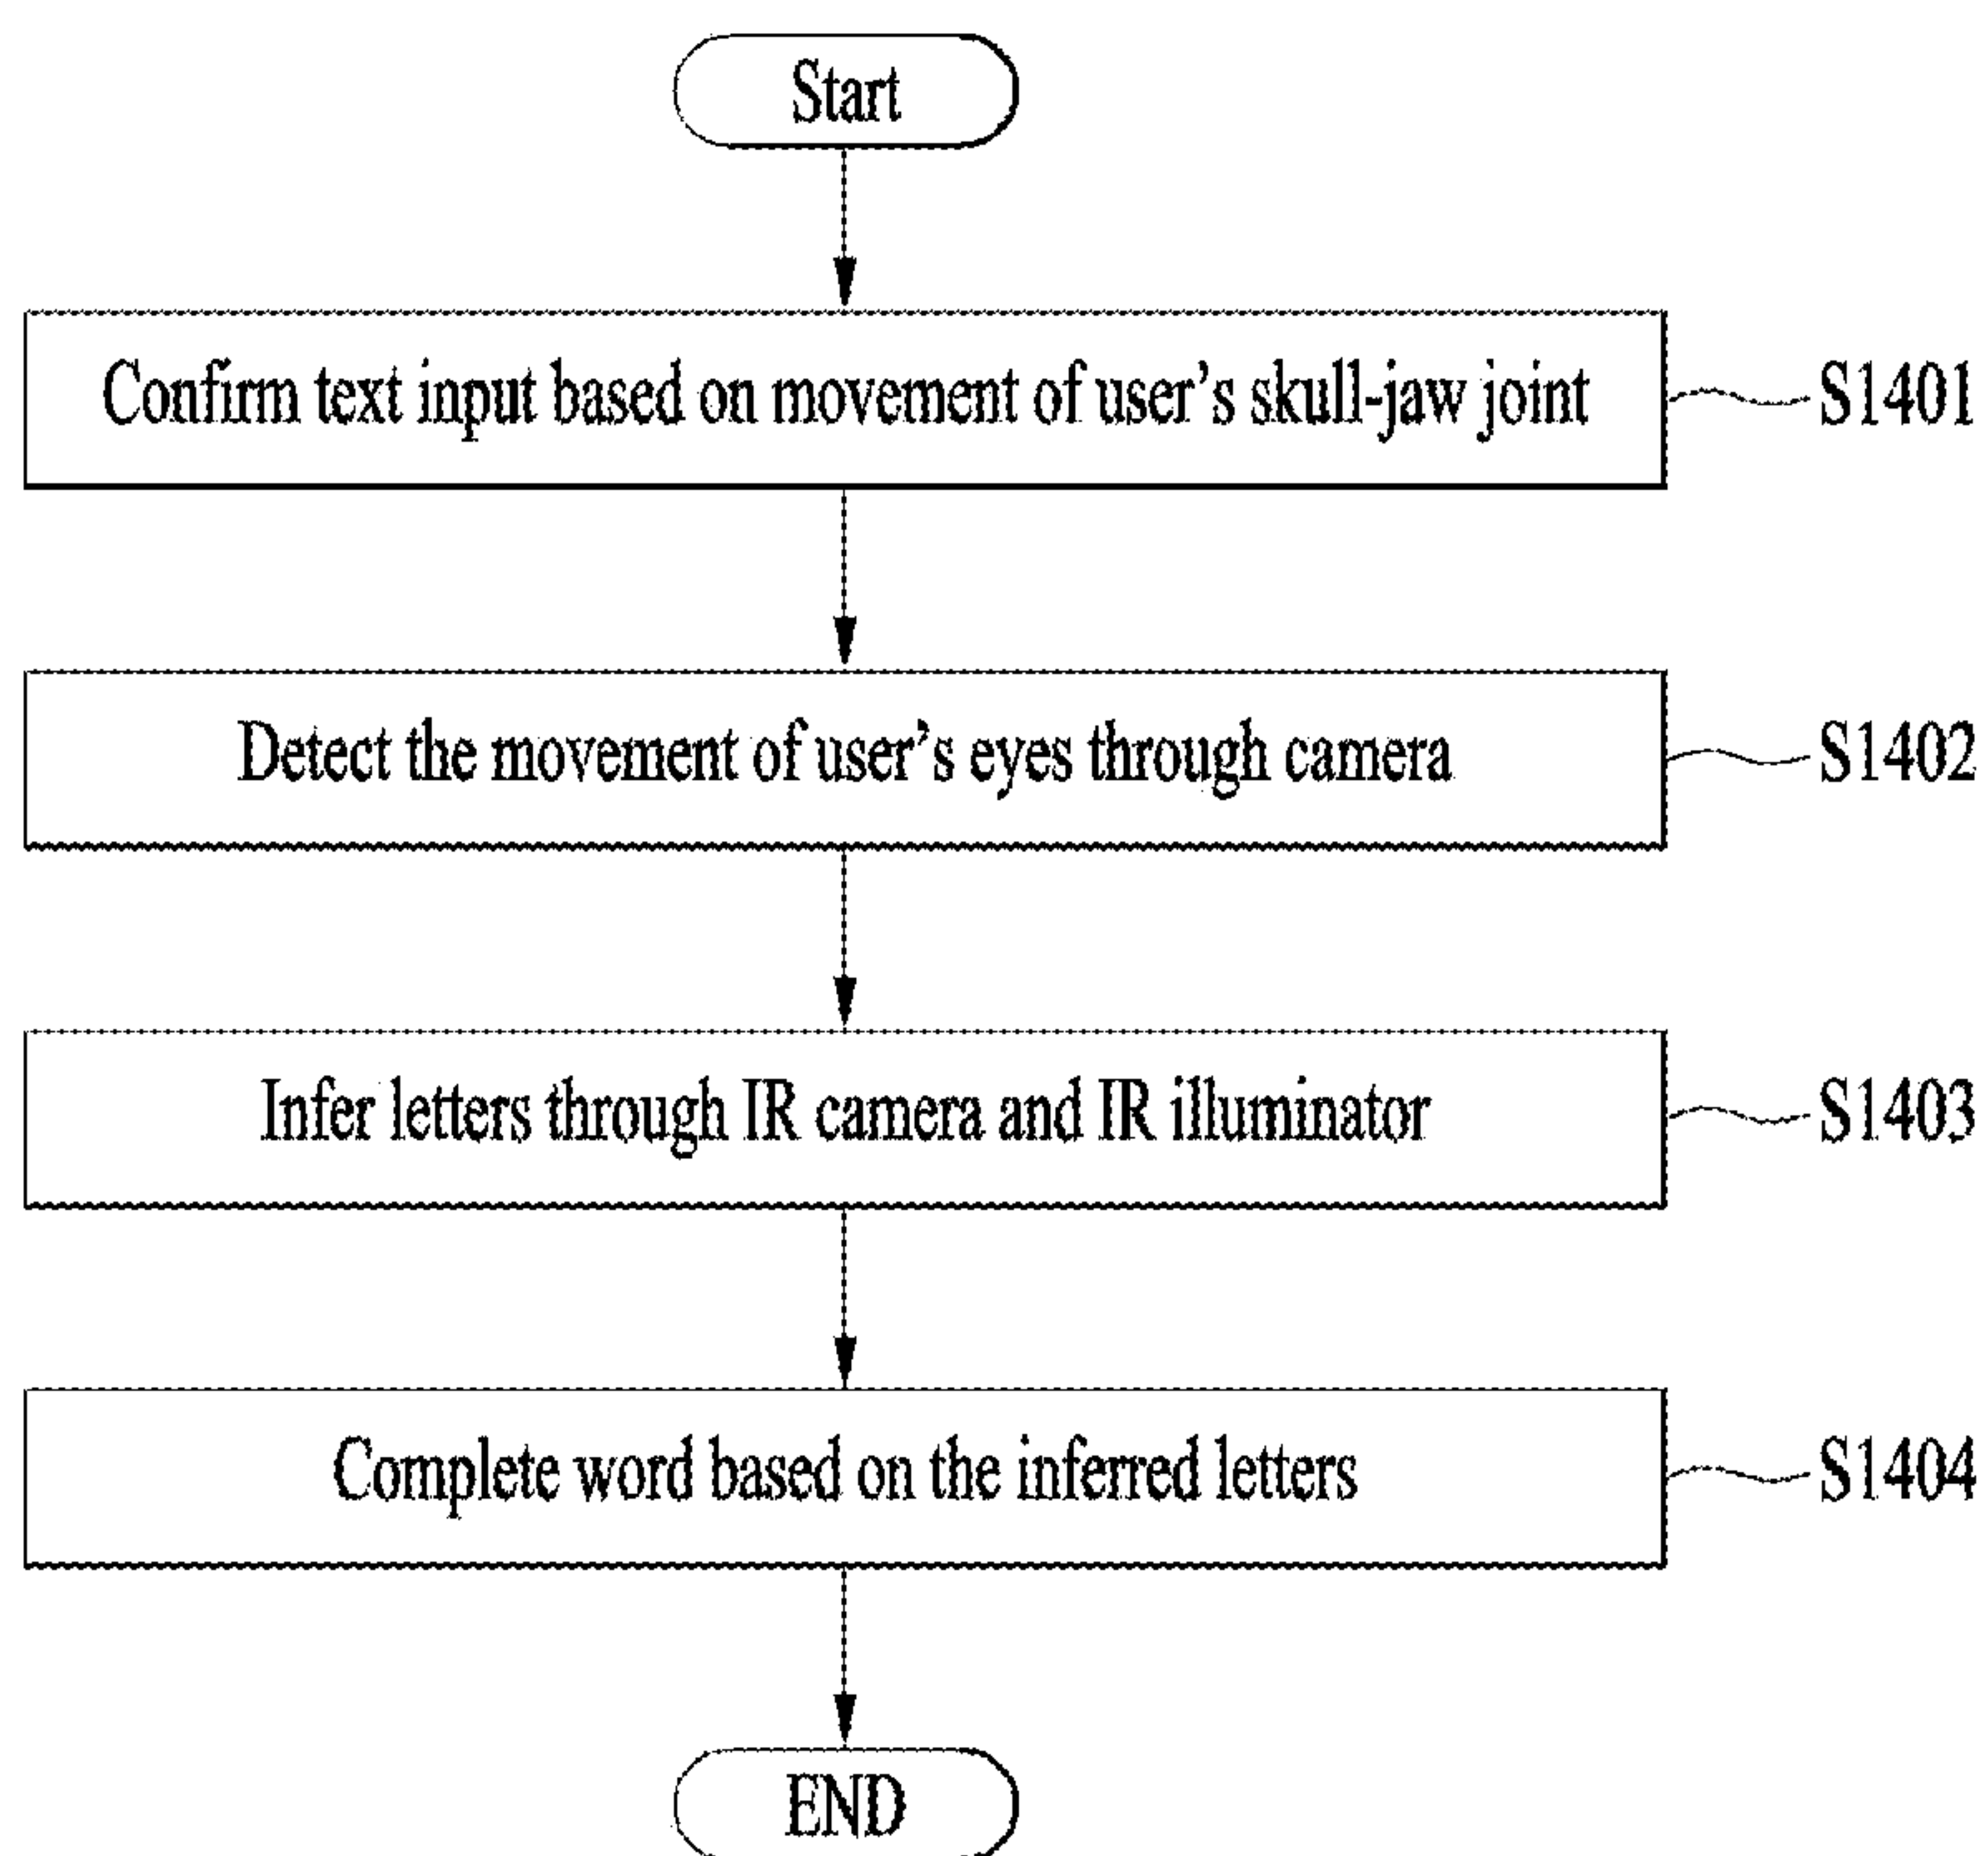 Start
Confirm text input based on movement of user's skull-jaw joint
S1401
Detect the movement of user's eyes through camera
S1402
Infer letters through IR camera and IR illuminator
S1403
Complete word based on the inferred letters
S1404
END